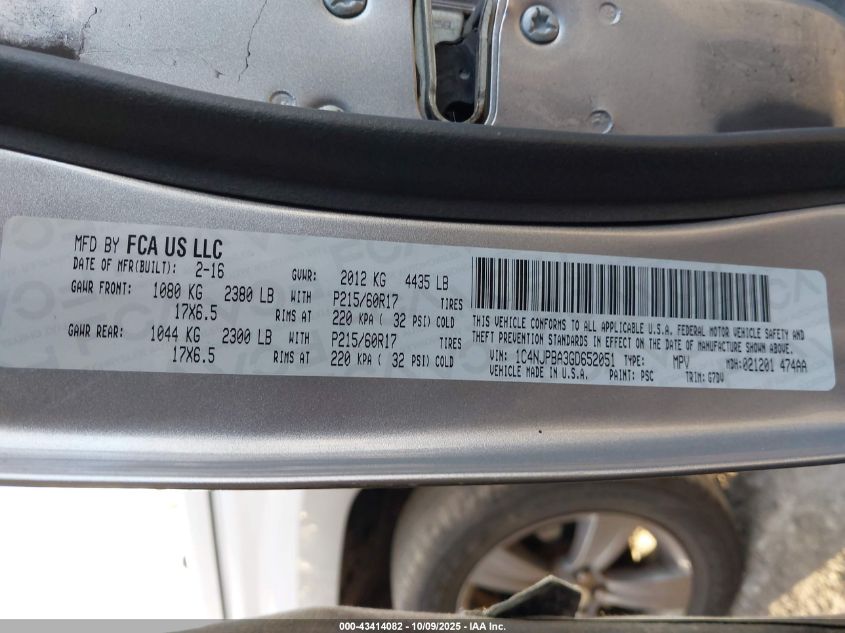 MFD BY FCA US LLC
DATE OF MFR(BUILT): 2-16 GVWR: 2012 KG 4435 LB
GAWR FRONT: 1080 KG 2380 LB WITH P215/60R17 TIRES
17X6.5 RIMS AT 220 KPA ( 32 PSI) COLD
GAWR REAR: 1044 KG 2300 LB WITH P215/60R17 TIRES
17X6.5 RIMS AT 220 KPA ( 32 PSI) COLD
THIS VEHICLE CONFORMS TO ALL APPLICABLE U.S.A. FEDERAL MOTOR VEHICLE SAFETY AND
THEFT PREVENTION STANDARDS IN EFFECT ON THE DATE OF MANUFACTURE SHOWN ABOVE.
VIN: 1C4NJPBA3GD652051 TYPE: MPV MDH:021201 474AA
VEHICLE MADE IN U.S.A. PAINT: PSC TRIM: G7DV
000-43414082 - 10/09/2025 - IAA Inc.